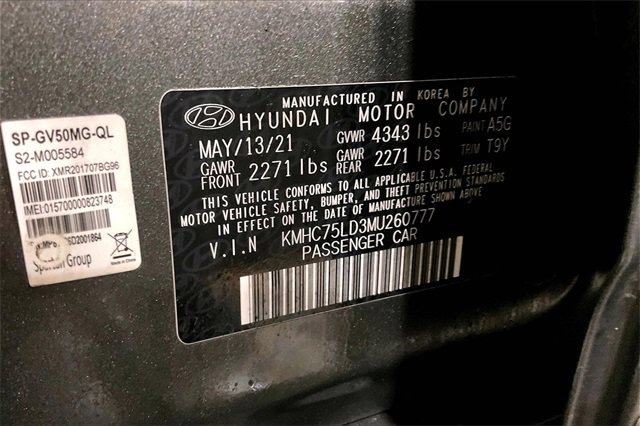 SP-GV50MG-QL
S2-M005584
FCC ID: XMR201707BG96
IMEI:015700000823748
6D2001864
Group
MANUFACTURED IN KOREA BY
HYUNDAI MOTOR COMPANY
MAY/13/21 GVWR 4343 lbs PAINT A5G
GAWR FRONT 2271 lbs GAWR REAR 2271 lbs TRIM T9Y
THIS VEHICLE CONFORMS TO ALL APPLICABLE U.S. FEDERAL
MOTOR VEHICLE SAFETY, BUMPER, AND THEFT PREVENTION STANDARDS
IN EFFECT ON THE DATE OF MANUFACTURE SHOWN ABOVE
V.I.N KMHC75LD3MU260777
PASSENGER CAR